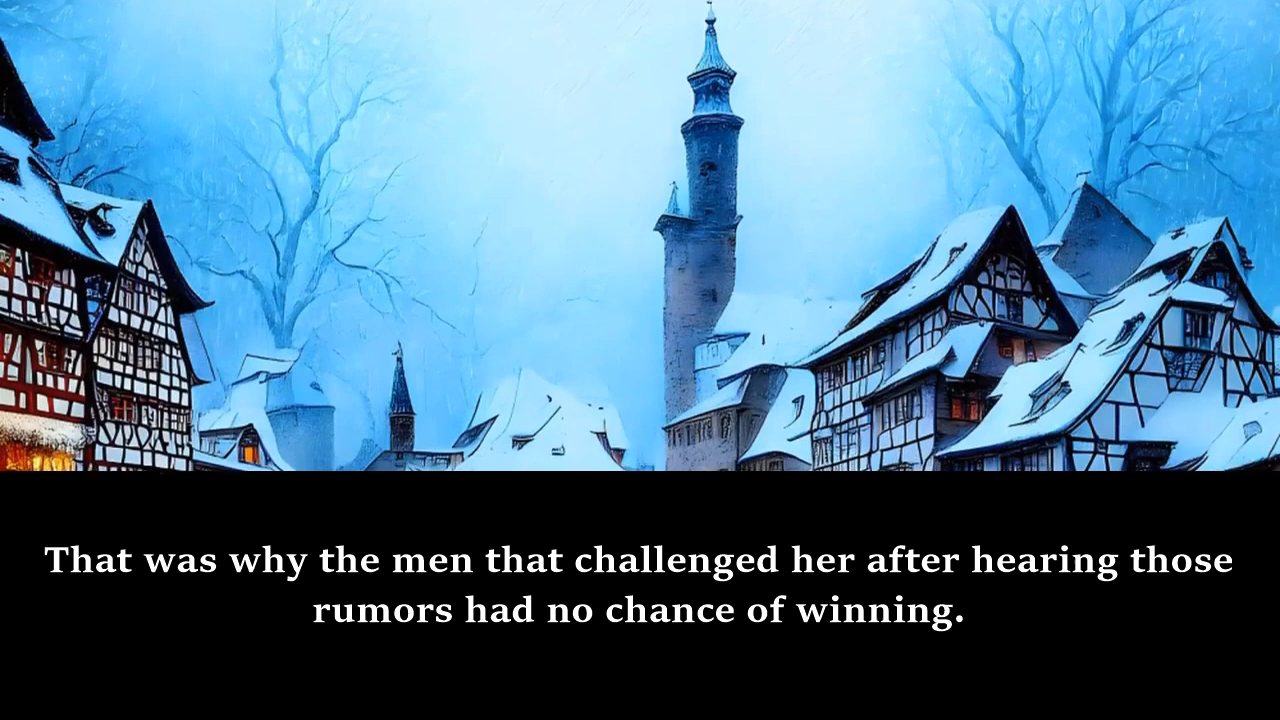 That was why the men that challenged her after hearing those
rumors had no chance of winning.